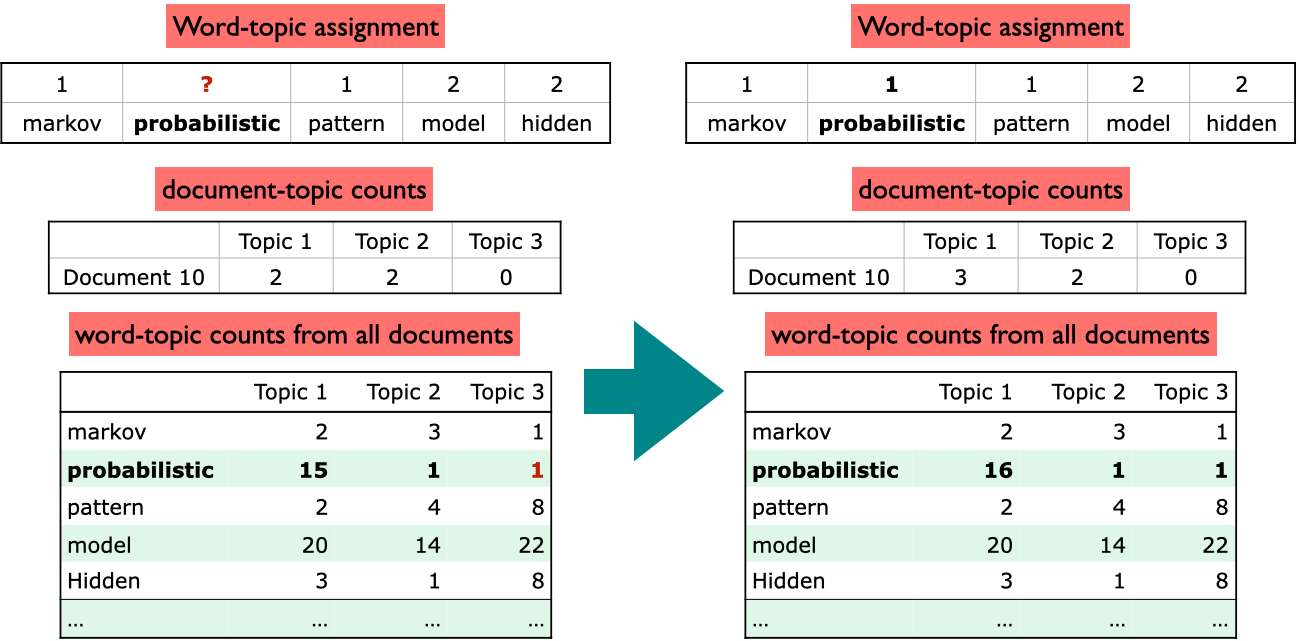 Word-topic assignment
1 ? 1 2 2
markov probabilistic pattern model hidden
document-topic counts
Topic 1 Topic 2 Topic 3
Document 10 2 2 0
word-topic counts from all documents
Topic 1 Topic 2 Topic 3
markov 2 3 1
probabilistic 15 1 1
pattern 2 4 8
model 20 14 22
Hidden 3 1 8
... ... ... ...
Word-topic assignment
1 1 1 2 2
markov probabilistic pattern model hidden
document-topic counts
Topic 1 Topic 2 Topic 3
Document 10 3 2 0
word-topic counts from all documents
Topic 1 Topic 2 Topic 3
markov 2 3 1
probabilistic 16 1 1
pattern 2 4 8
model 20 14 22
Hidden 3 1 8
... ... ... ...